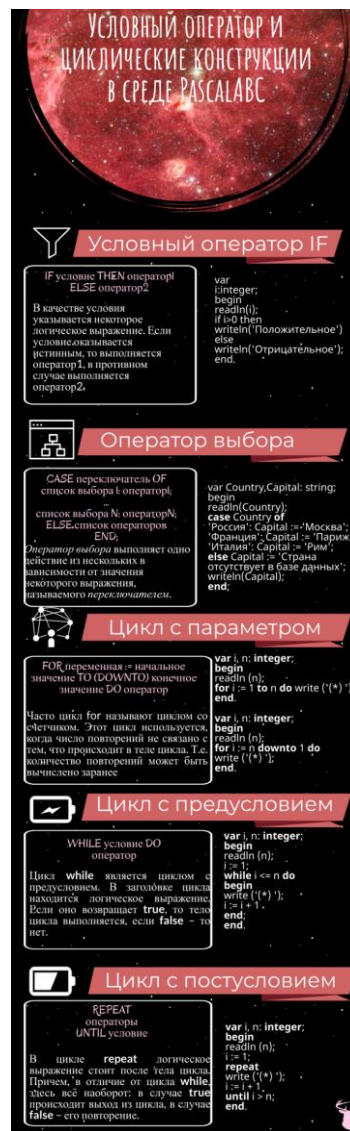 Условный оператор и
циклические конструкции
в среде PascalABC
Условный оператор IF
IF условие THEN оператор1
ELSE оператор2
В качестве условия
указывается некоторое
логическое выражение. Если
условие оказывается
истинным, то выполняется
оператор1, в противном
случае выполняется
оператор2.
var
i:integer;
begin
readln(i);
if i>0 then
writeln('Положительное')
else
writeln('Отрицательное');
end.
Оператор выбора
CASE переключатель OF
список выбора 1: оператор1;
...
список выбора N: операторN;
ELSE список операторов
END;
Оператор выбора выполняет одно
действие из нескольких в
зависимости от значения
некоторого выражения,
называемого переключателем.
var Country,Capital: string;
begin
readln(Country);
case Country of
'Россия': Capital := 'Москва';
'Франция': Capital := 'Париж
'Италия': Capital := 'Рим';
else Capital := 'Страна
отсутствует в базе данных';
writeln(Capital);
end;
Цикл с параметром
FOR переменная := начальное
значение TO (DOWNTO) конечное
значение DO оператор
Часто цикл for называют циклом со
счетчиком. Этот цикл используется,
когда число повторений не связано с
тем, что происходит в теле цикла. Т.е.
количество повторений может быть
вычислено заранее
var i, n: integer;
begin
readln (n);
for i := 1 to n do write ('(*) '
end.
var i, n: integer;
begin
readln (n);
for i := n downto 1 do
write ('(*) ');
end.
Цикл с предусловием
WHILE условие DO
оператор
Цикл while является циклом с
предусловием. В заголовке цикла
находится логическое выражение.
Если оно возвращает true, то тело
цикла выполняется, если false – то
нет.
var i, n: integer;
begin
readln (n);
i := 1;
while i <= n do
begin
write ('(*) ');
i := i + 1 .
end;
end.
Цикл с постусловием
REPEAT
операторы
UNTIL условие
В цикле repeat логическое
выражение стоит после тела цикла.
Причем, в отличие от цикла while,
здесь всё наоборот: в случае true
происходит выход из цикла, в случае
false – его повторение.
var i, n: integer;
begin
readln (n);
i := 1;
repeat
write ('(*) ');
i := i + 1 .
until i > n;
end.